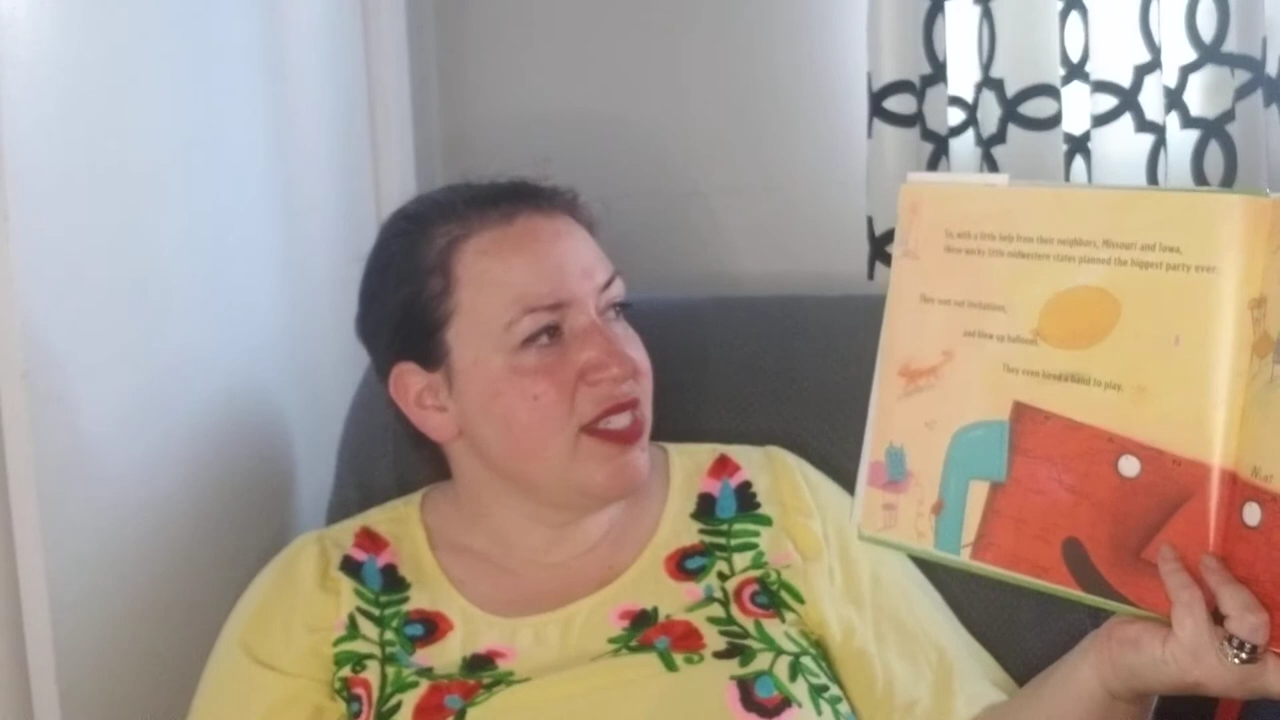 So, with a little help from their neighbors, Missouri and Iowa,
these wacky little midwestern states planned the biggest party ever.
They sent out invitations,
and blew up balloons.
They even hired a band to play.